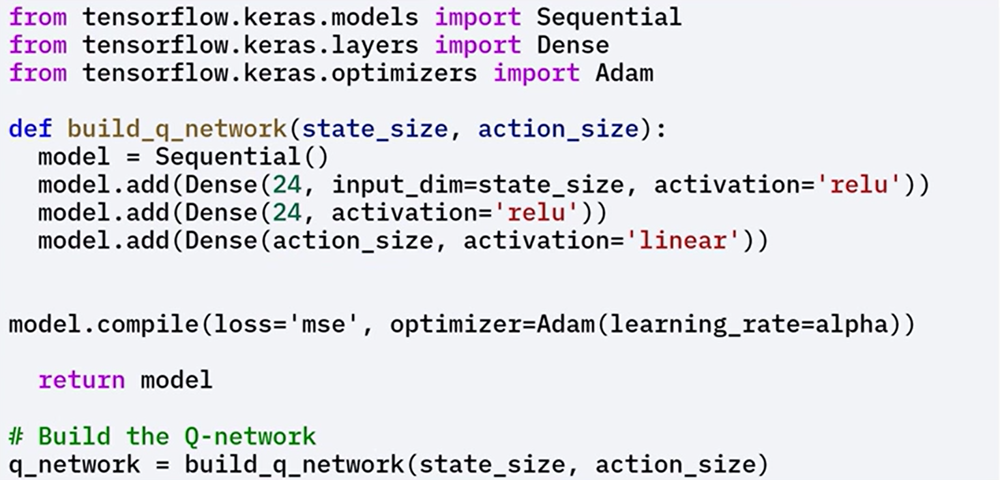 from tensorflow.keras.models import Sequential
from tensorflow.keras.layers import Dense
from tensorflow.keras.optimizers import Adam
def build_q_network(state_size, action_size):
  model = Sequential()
  model.add(Dense(24, input_dim=state_size, activation='relu'))
  model.add(Dense(24, activation='relu'))
  model.add(Dense(action_size, activation='linear'))
model.compile(loss='mse', optimizer=Adam(learning_rate=alpha))
  return model
# Build the Q-network
q_network = build_q_network(state_size, action_size)